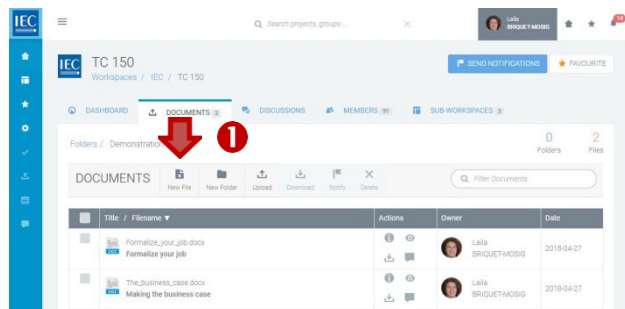 IEC
Search projects, groups ...
Laila
BRIQUET-MOSIG
14
IEC
TC 150
Workspaces / IEC / TC 150
SEND NOTIFICATIONS
FAVOURITE
DASHBOARD
DOCUMENTS 2
DISCUSSIONS
MEMBERS 91
SUB-WORKSPACES 3
Folders / Demonstration
1
0
Folders
2
Files
DOCUMENTS
New File
New Folder
Upload
Download
Notify
Delete
Filter Documents
Title / Filename ▼
Actions
Owner
Date
DOC
Formalize_your_job.docx
Formalize your job
Laila
BRIQUET-MOSIG
2018-04-27
DOC
The_business_case.docx
Making the business case
Laila
BRIQUET-MOSIG
2018-04-27